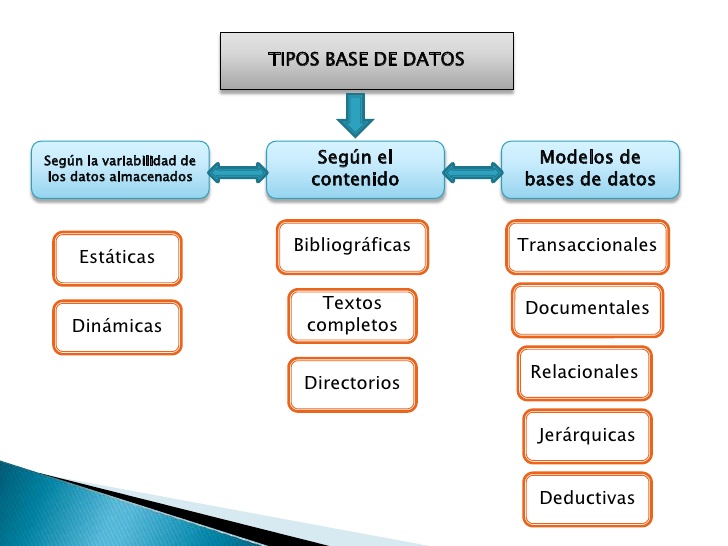 TIPOS BASE DE DATOS
Según la variabilidad de
los datos almacenados
Estáticas
Dinámicas
Según el
contenido
Bibliográficas
Textos
completos
Directorios
Modelos de
bases de datos
Transaccionales
Documentales
Relacionales
Jerárquicas
Deductivas